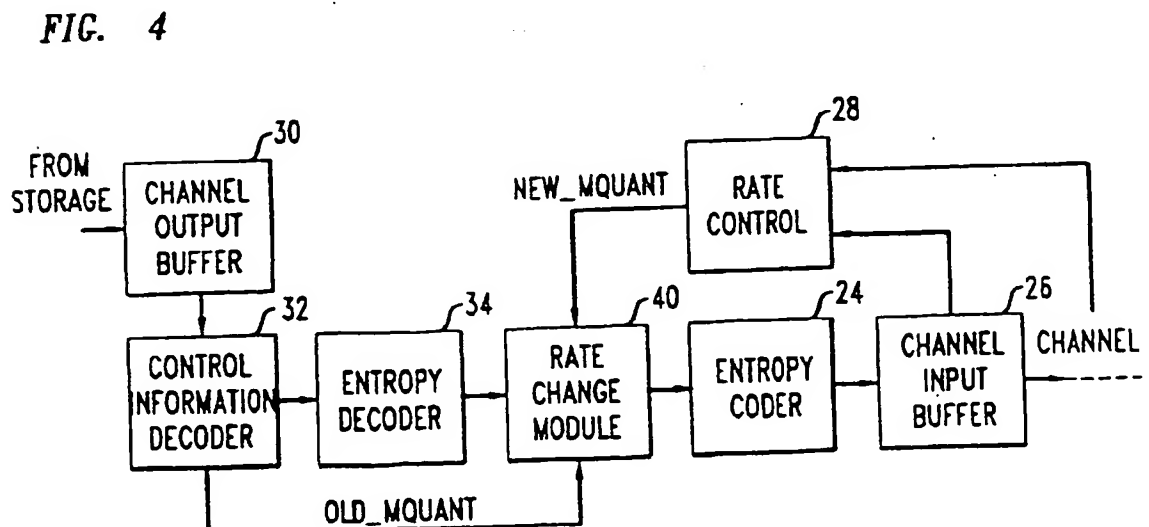 FIG. 4
FROM
STORAGE
30
CHANNEL
OUTPUT
BUFFER
28
RATE
CONTROL
NEW_MQUANT
32
CONTROL
INFORMATION
DECODER
34
ENTROPY
DECODER
40
RATE
CHANGE
MODULE
24
ENTROPY
CODER
26
CHANNEL
INPUT
BUFFER
CHANNEL
OLD_MQUANT